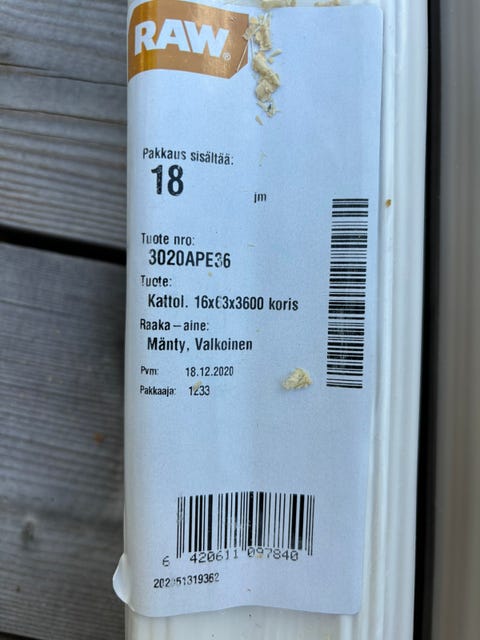 RAW®
Pakkaus sisältää:
18 jm
Tuote nro:
3020APE36
Tuote:
Kattol. 16x63x3600 koris
Raaka-aine:
Mänty, Valkoinen
Pvm: 18.12.2020
Pakkaaja: 1233
6 420611 097840
202051319362